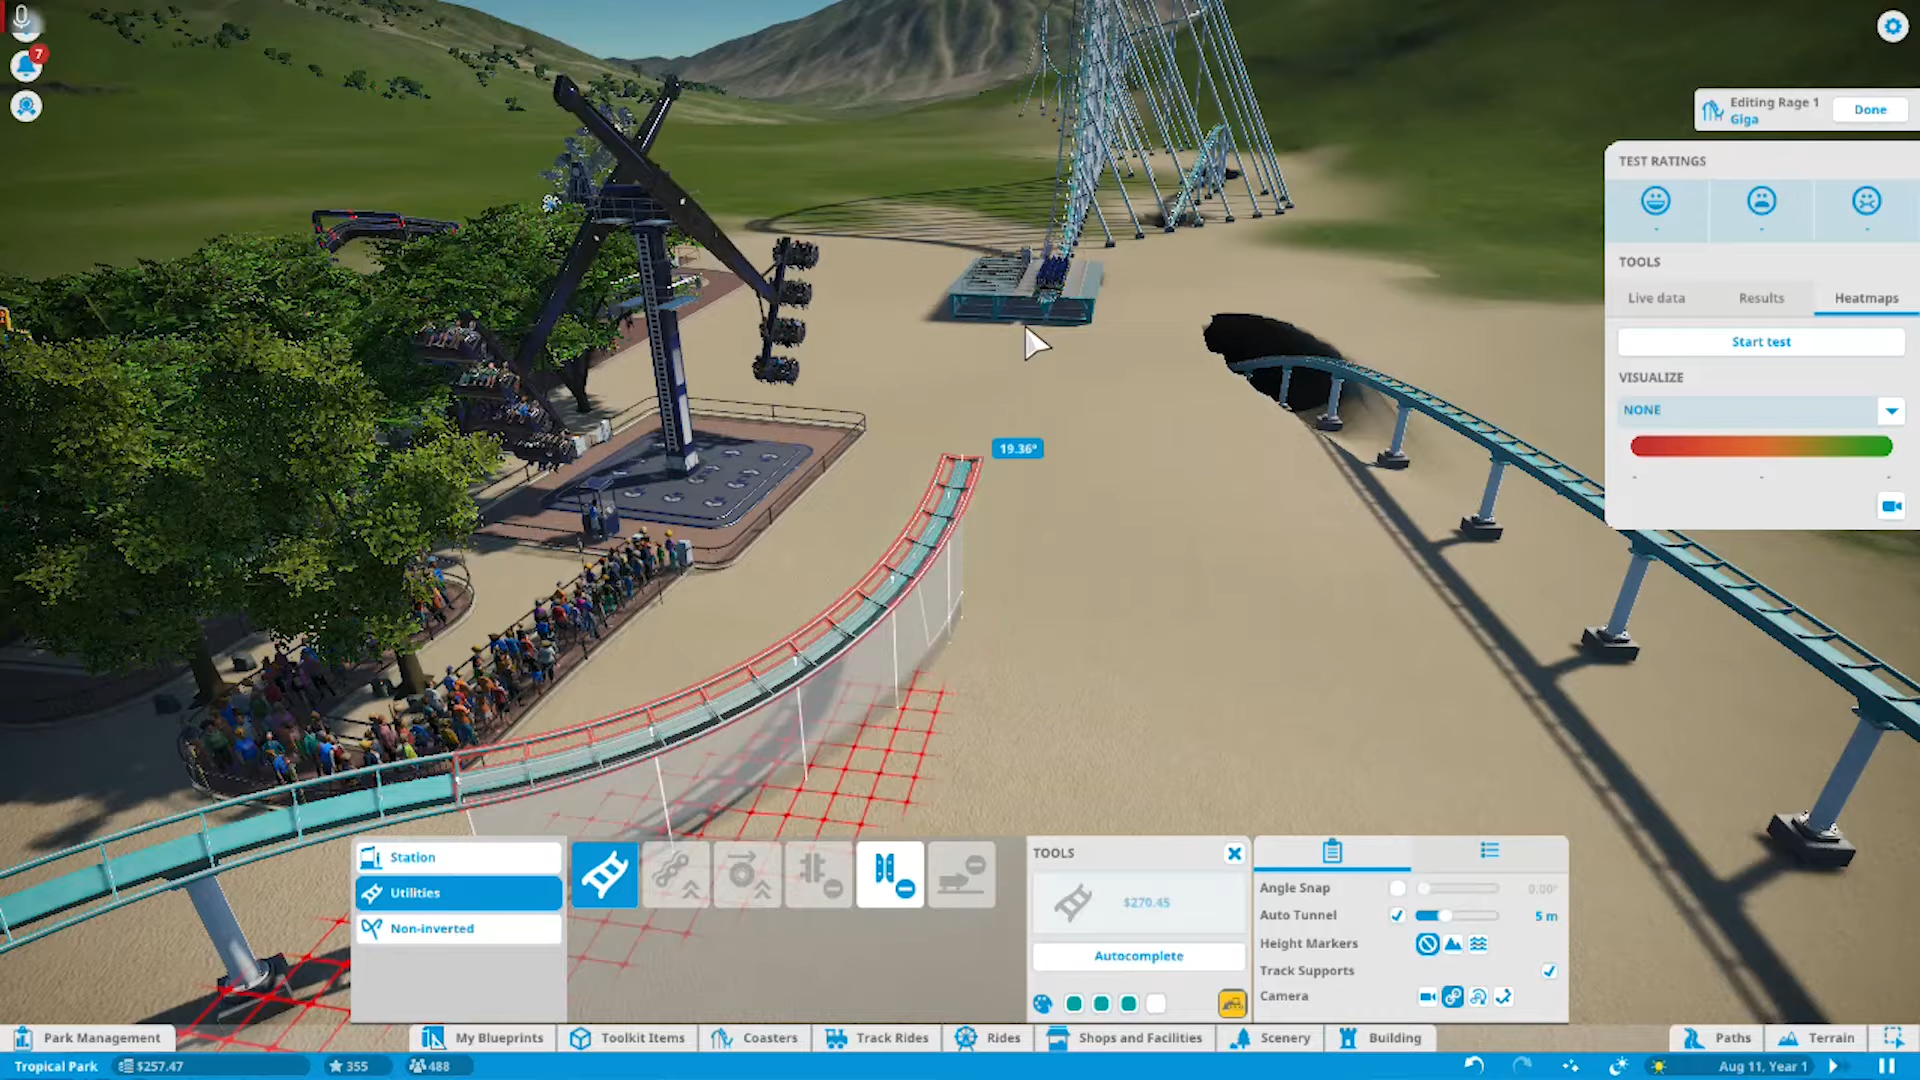 7
Editing Rage 1
Giga
Done
TEST RATINGS
- - -
TOOLS
Live data Results Heatmaps
Start test
VISUALIZE
NONE
- - -
19.36°
Station
Utilities
Non-inverted
TOOLS
$270.45
Autocomplete
Angle Snap 0.00°
Auto Tunnel 5 m
Height Markers
Track Supports
Camera
Park Management My Blueprints Toolkit Items Coasters Track Rides Rides Shops and Facilities Scenery Building Paths Terrain
Tropical Park $257.47 355 488 Aug 11, Year 1